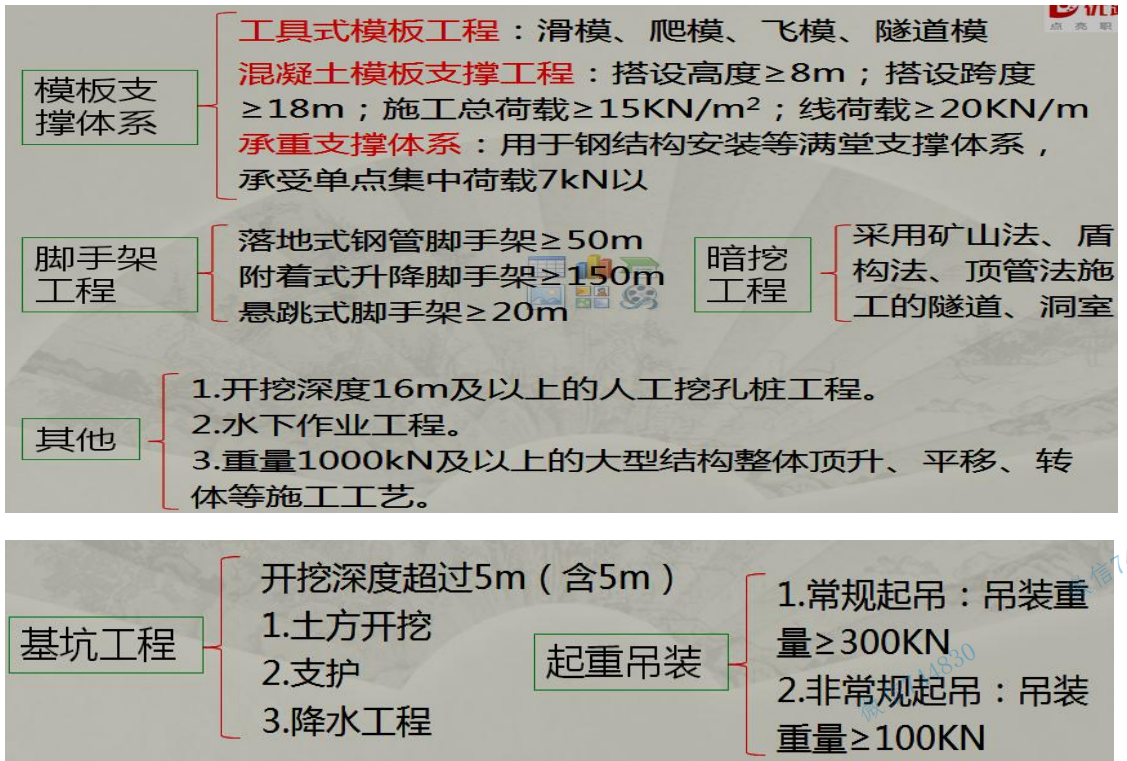 工具式模板工程：滑模、爬模、飞模、隧道模
混凝土模板支撑工程：搭设高度≥8m；搭设跨度
≥18m；施工总荷载≥15KN/m²；线荷载≥20KN/m
承重支撑体系：用于钢结构安装等满堂支撑体系，
承受单点集中荷载7kN以
模板支
撑体系
点亮职
落地式钢管脚手架≥50m
附着式升降脚手架≥150m
悬跳式脚手架≥20m
脚手架
工程
暗挖
工程
采用矿山法、盾
构法、顶管法施
工的隧道、洞室
其他
1.开挖深度16m及以上的人工挖孔桩工程。
2.水下作业工程。
3.重量1000kN及以上的大型结构整体顶升、平移、转
体等施工工艺。
基坑工程
开挖深度超过5m（含5m）
1.土方开挖
2.支护
3.降水工程
起重吊装
1.常规起吊：吊装重
量≥300KN
2.非常规起吊：吊装
重量≥100KN